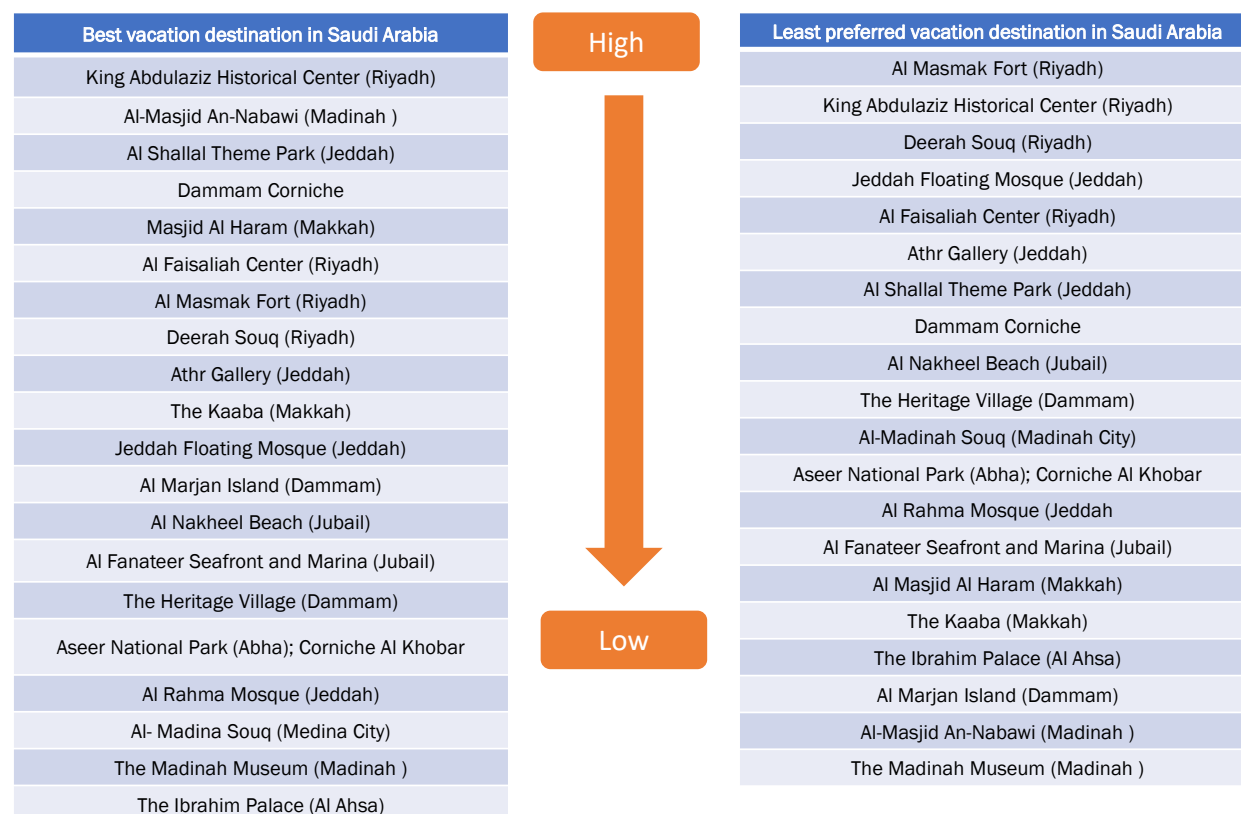 Best vacation destination in Saudi Arabia
King Abdulaziz Historical Center (Riyadh)
Al-Masjid An-Nabawi (Madinah )
Al Shallal Theme Park (Jeddah)
Dammam Corniche
Masjid Al Haram (Makkah)
Al Faisaliah Center (Riyadh)
Al Masmak Fort (Riyadh)
Deerah Souq (Riyadh)
Athr Gallery (Jeddah)
The Kaaba (Makkah)
Jeddah Floating Mosque (Jeddah)
Al Marjan Island (Dammam)
Al Nakheel Beach (Jubail)
Al Fanateer Seafront and Marina (Jubail)
The Heritage Village (Dammam)
Aseer National Park (Abha); Corniche Al Khobar
Al Rahma Mosque (Jeddah)
Al- Madina Souq (Medina City)
The Madinah Museum (Madinah )
The Ibrahim Palace (Al Ahsa)
High
Low
Least preferred vacation destination in Saudi Arabia
Al Masmak Fort (Riyadh)
King Abdulaziz Historical Center (Riyadh)
Deerah Souq (Riyadh)
Jeddah Floating Mosque (Jeddah)
Al Faisaliah Center (Riyadh)
Athr Gallery (Jeddah)
Al Shallal Theme Park (Jeddah)
Dammam Corniche
Al Nakheel Beach (Jubail)
The Heritage Village (Dammam)
Al-Madinah Souq (Madinah City)
Aseer National Park (Abha); Corniche Al Khobar
Al Rahma Mosque (Jeddah
Al Fanateer Seafront and Marina (Jubail)
Al Masjid Al Haram (Makkah)
The Kaaba (Makkah)
The Ibrahim Palace (Al Ahsa)
Al Marjan Island (Dammam)
Al-Masjid An-Nabawi (Madinah )
The Madinah Museum (Madinah )